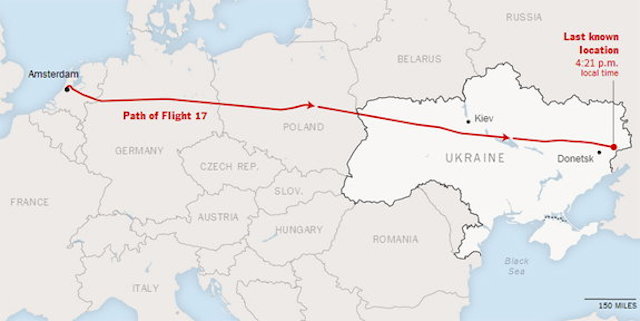 RUSSIA
Last known
location
4:21 p.m.
local time
BELARUS
Amsterdam
Path of Flight 17
POLAND
Kiev
GERMANY
UKRAINE
Donetsk
CZECH REP.
SLOV.
FRANCE
AUSTRIA
HUNGARY
ROMANIA
Black
Sea
ITALY
150 MILES